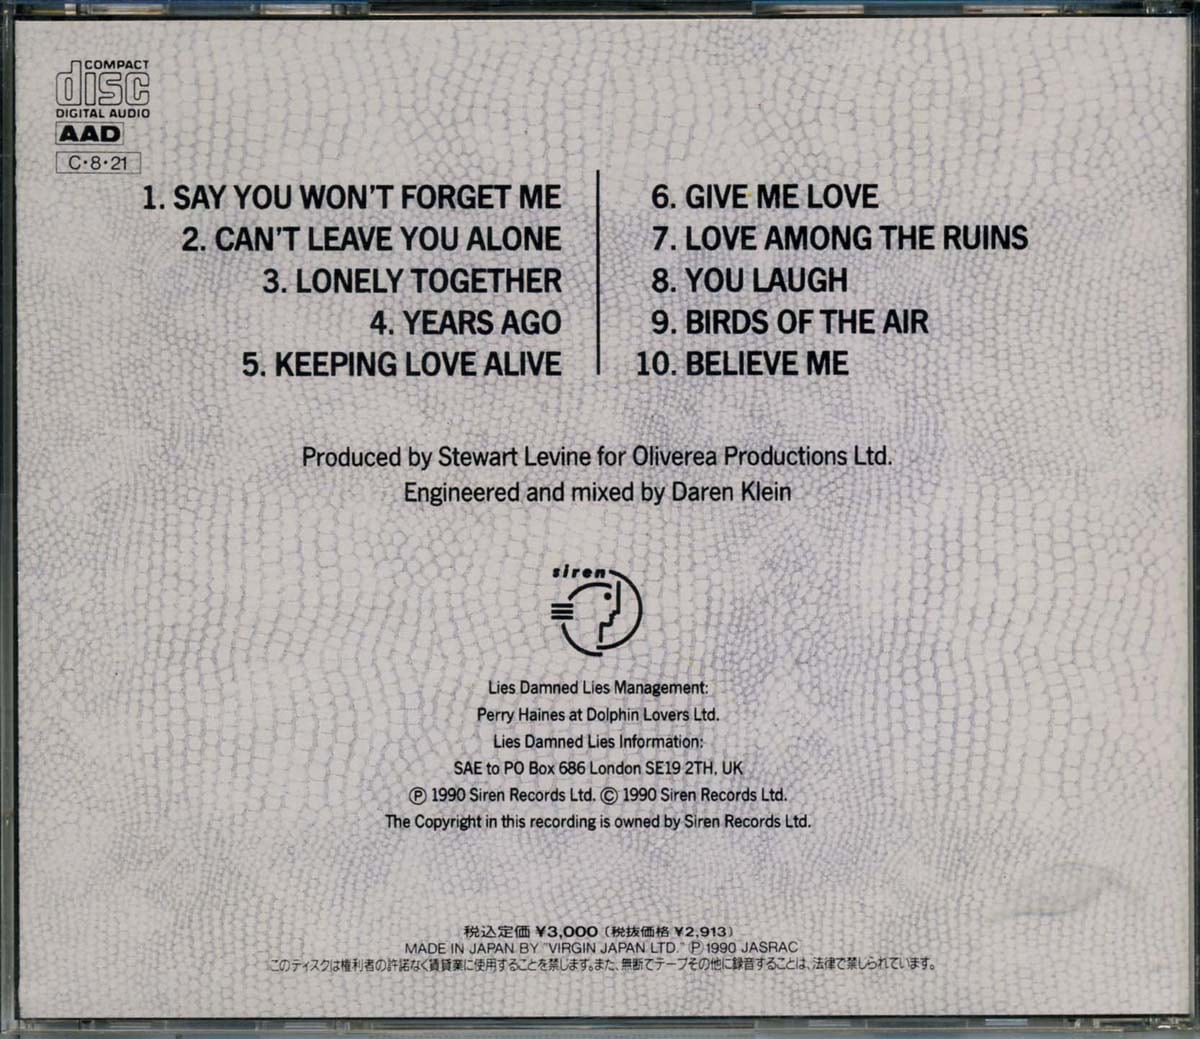 COMPACT
disc
DIGITAL AUDIO
AAD
C・8・21
1. SAY YOU WON'T FORGET ME
2. CAN'T LEAVE YOU ALONE
3. LONELY TOGETHER
4. YEARS AGO
5. KEEPING LOVE ALIVE
6. GIVE ME LOVE
7. LOVE AMONG THE RUINS
8. YOU LAUGH
9. BIRDS OF THE AIR
10. BELIEVE ME
Produced by Stewart Levine for Oliverea Productions Ltd.
Engineered and mixed by Daren Klein
siren
Lies Damned Lies Management:
Perry Haines at Dolphin Lovers Ltd.
Lies Damned Lies Information:
SAE to PO Box 686 London SE19 2TH, UK
Ⓟ 1990 Siren Records Ltd. © 1990 Siren Records Ltd.
The Copyright in this recording is owned by Siren Records Ltd.
税込定価 ¥3,000 (税抜価格 ¥2,913)
MADE IN JAPAN BY "VIRGIN JAPAN LTD." Ⓟ 1990 JASRAC
このディスクは権利者の許諾なく賃貸業に使用することを禁じます。また、無断でテープその他に録音することは、法律で禁じられています。